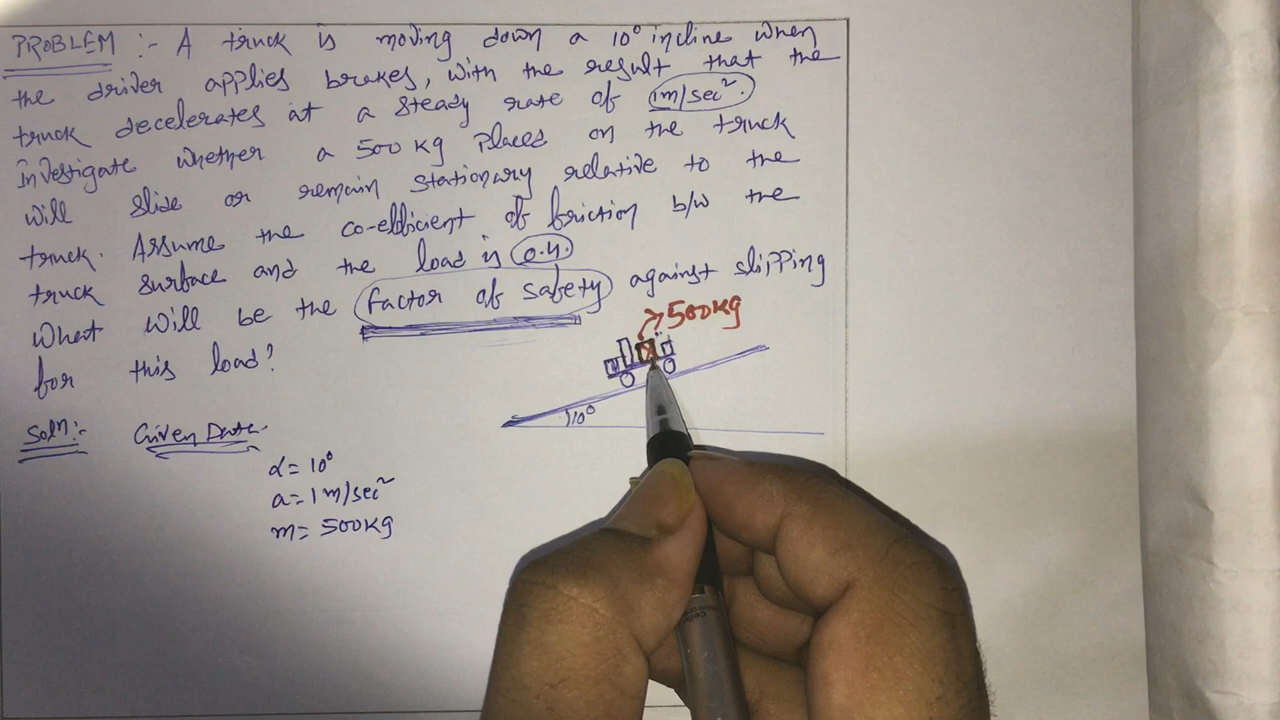 PROBLEM :- A truck is moving down a 10° incline when
the driver applies brakes, with the result that the
truck decelerates at a steady rate of 1m/sec².
Investigate whether a 500 kg places on the truck
will slide or remain stationary relative to the
truck. Assume the co-efficient of friction b/w the
truck surface and the load is 0.4.
What will be the factor of safety against slipping
for this load?
500kg
10°
Soln:- Given Data-
α = 10°
a = 1m/sec²
m = 500kg